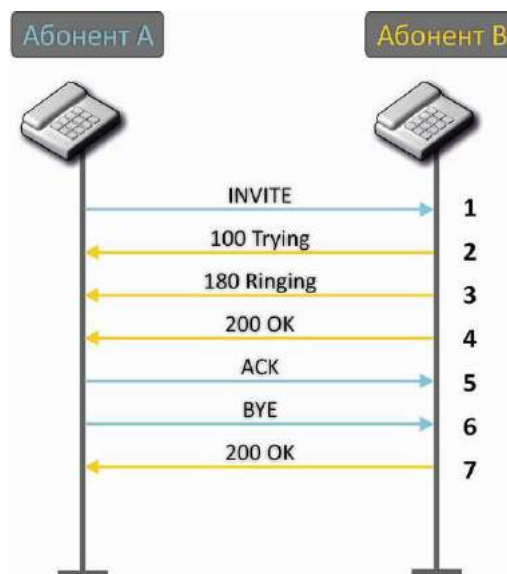 Абонент А
Абонент В
INVITE
1
100 Trying
2
180 Ringing
3
200 OK
4
ACK
5
BYE
6
200 OK
7